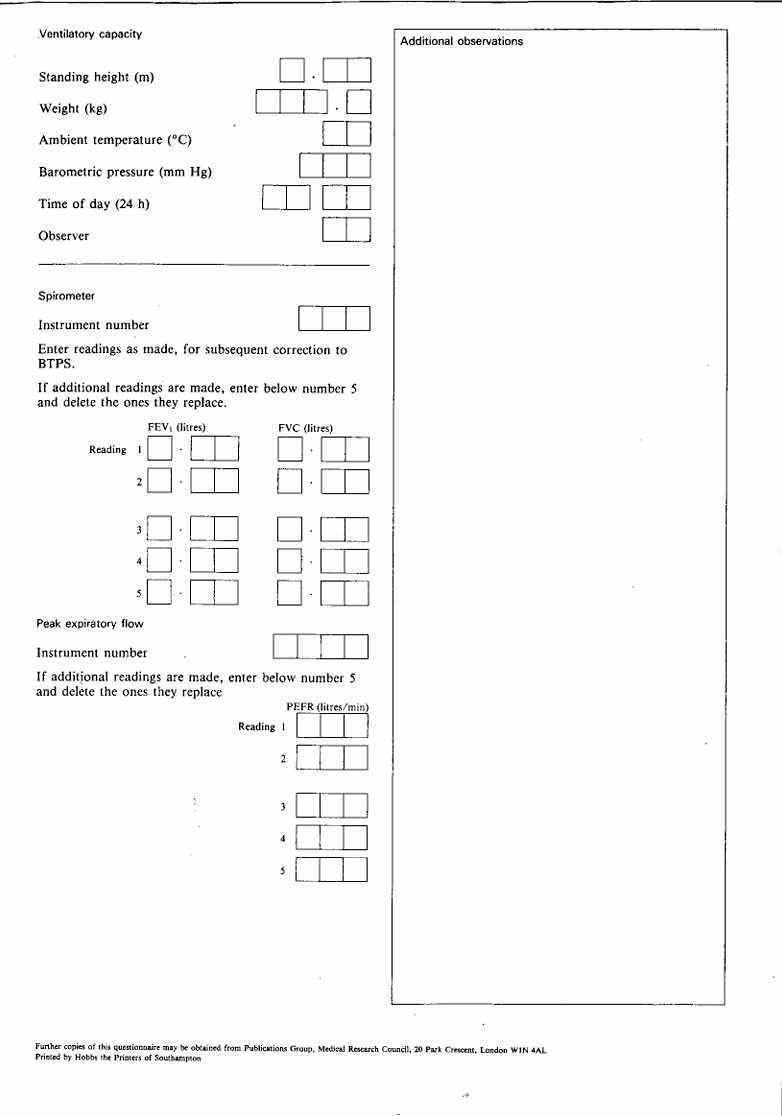 Ventilatory capacity
Standing height (m)
.
Weight (kg)
.
Ambient temperature (°C)
Barometric pressure (mm Hg)
Time of day (24 h)
Observer
Spirometer
Instrument number
Enter readings as made, for subsequent correction to
BTPS.
If additional readings are made, enter below number 5
and delete the ones they replace.
FEV₁ (litres) FVC (litres)
Reading 1 . .
2 . .
3 . .
4 . .
5 . .
Peak expiratory flow
Instrument number
If additional readings are made, enter below number 5
and delete the ones they replace
PEFR (litres/min)
Reading 1
2
3
4
5
Additional observations
Further copies of this questionnaire may be obtained from Publications Group, Medical Research Council, 20 Park Crescent, London W1N 4AL
Printed by Hobbs the Printers of Southampton